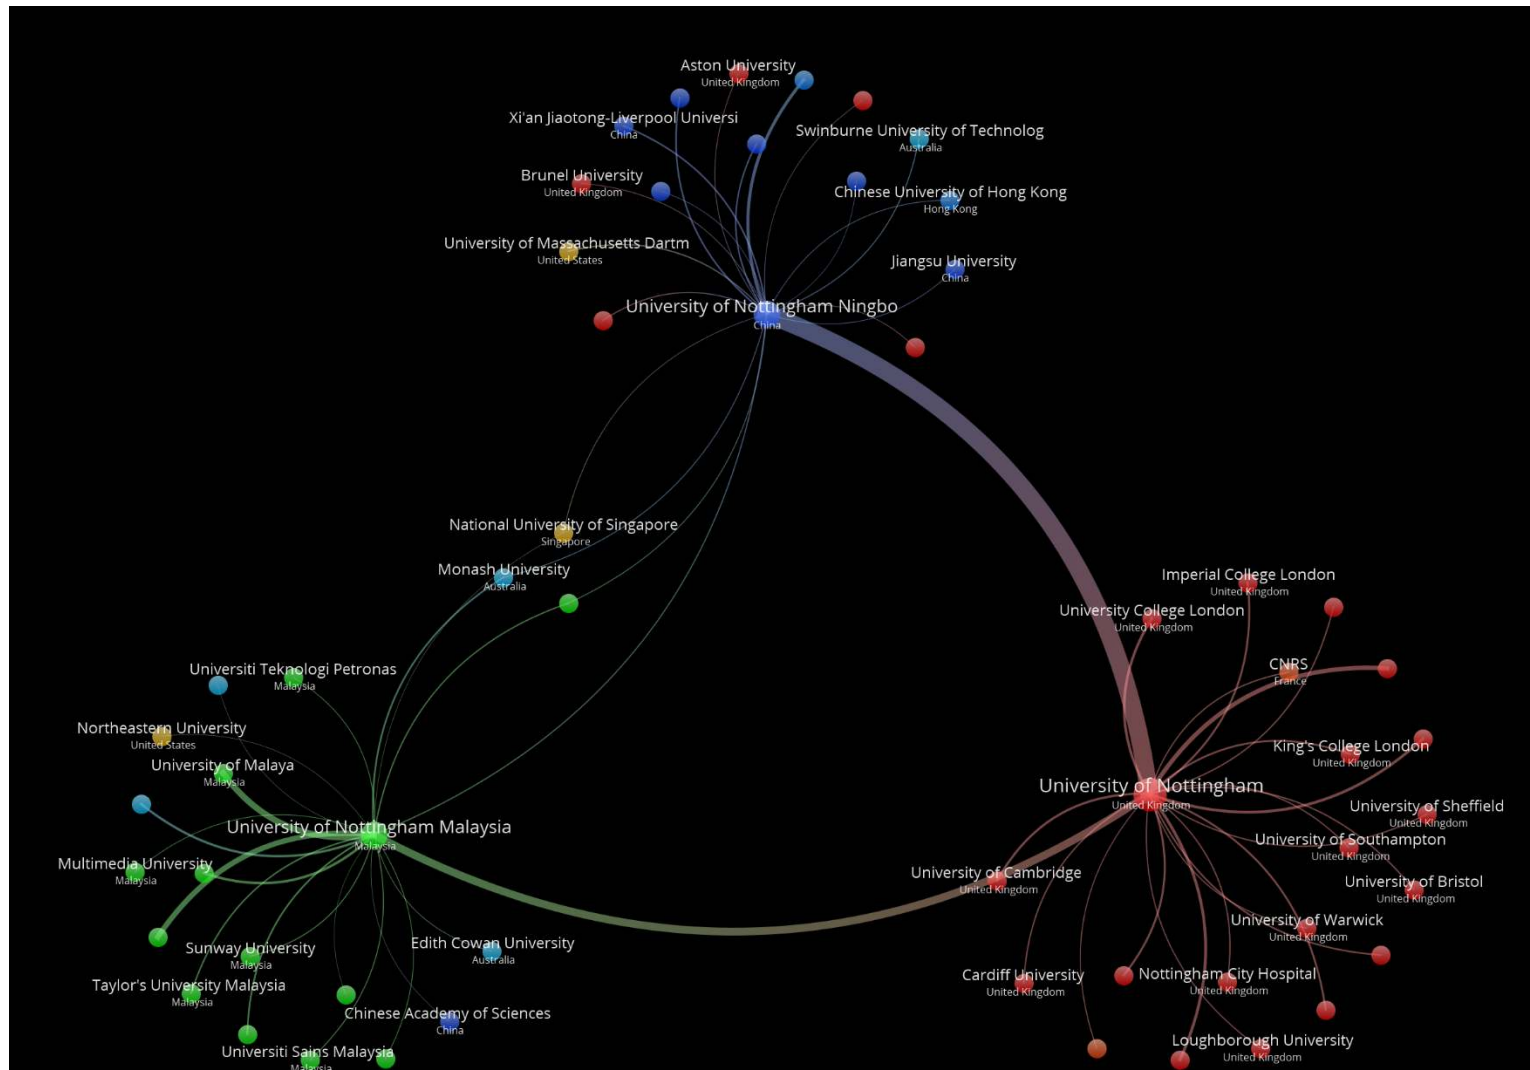 Aston University
United Kingdom
Xi'an Jiaotong-Liverpool Universi
China
Swinburne University of Technolog
Australia
Brunel University
United Kingdom
Chinese University of Hong Kong
Hong Kong
University of Massachusetts Dartm
United States
Jiangsu University
China
University of Nottingham Ningbo
China
National University of Singapore
Singapore
Monash University
Australia
Imperial College London
United Kingdom
University College London
United Kingdom
CNRS
France
Universiti Teknologi Petronas
Malaysia
Northeastern University
United States
University of Malaya
Malaysia
King's College London
United Kingdom
University of Nottingham
United Kingdom
University of Sheffield
United Kingdom
University of Nottingham Malaysia
Malaysia
University of Southampton
United Kingdom
Multimedia University
Malaysia
University of Cambridge
United Kingdom
University of Bristol
United Kingdom
University of Warwick
United Kingdom
Sunway University
Malaysia
Edith Cowan University
Australia
Cardiff University
United Kingdom
Nottingham City Hospital
United Kingdom
Taylor's University Malaysia
Malaysia
Chinese Academy of Sciences
China
Loughborough University
United Kingdom
Universiti Sains Malaysia
Malaysia